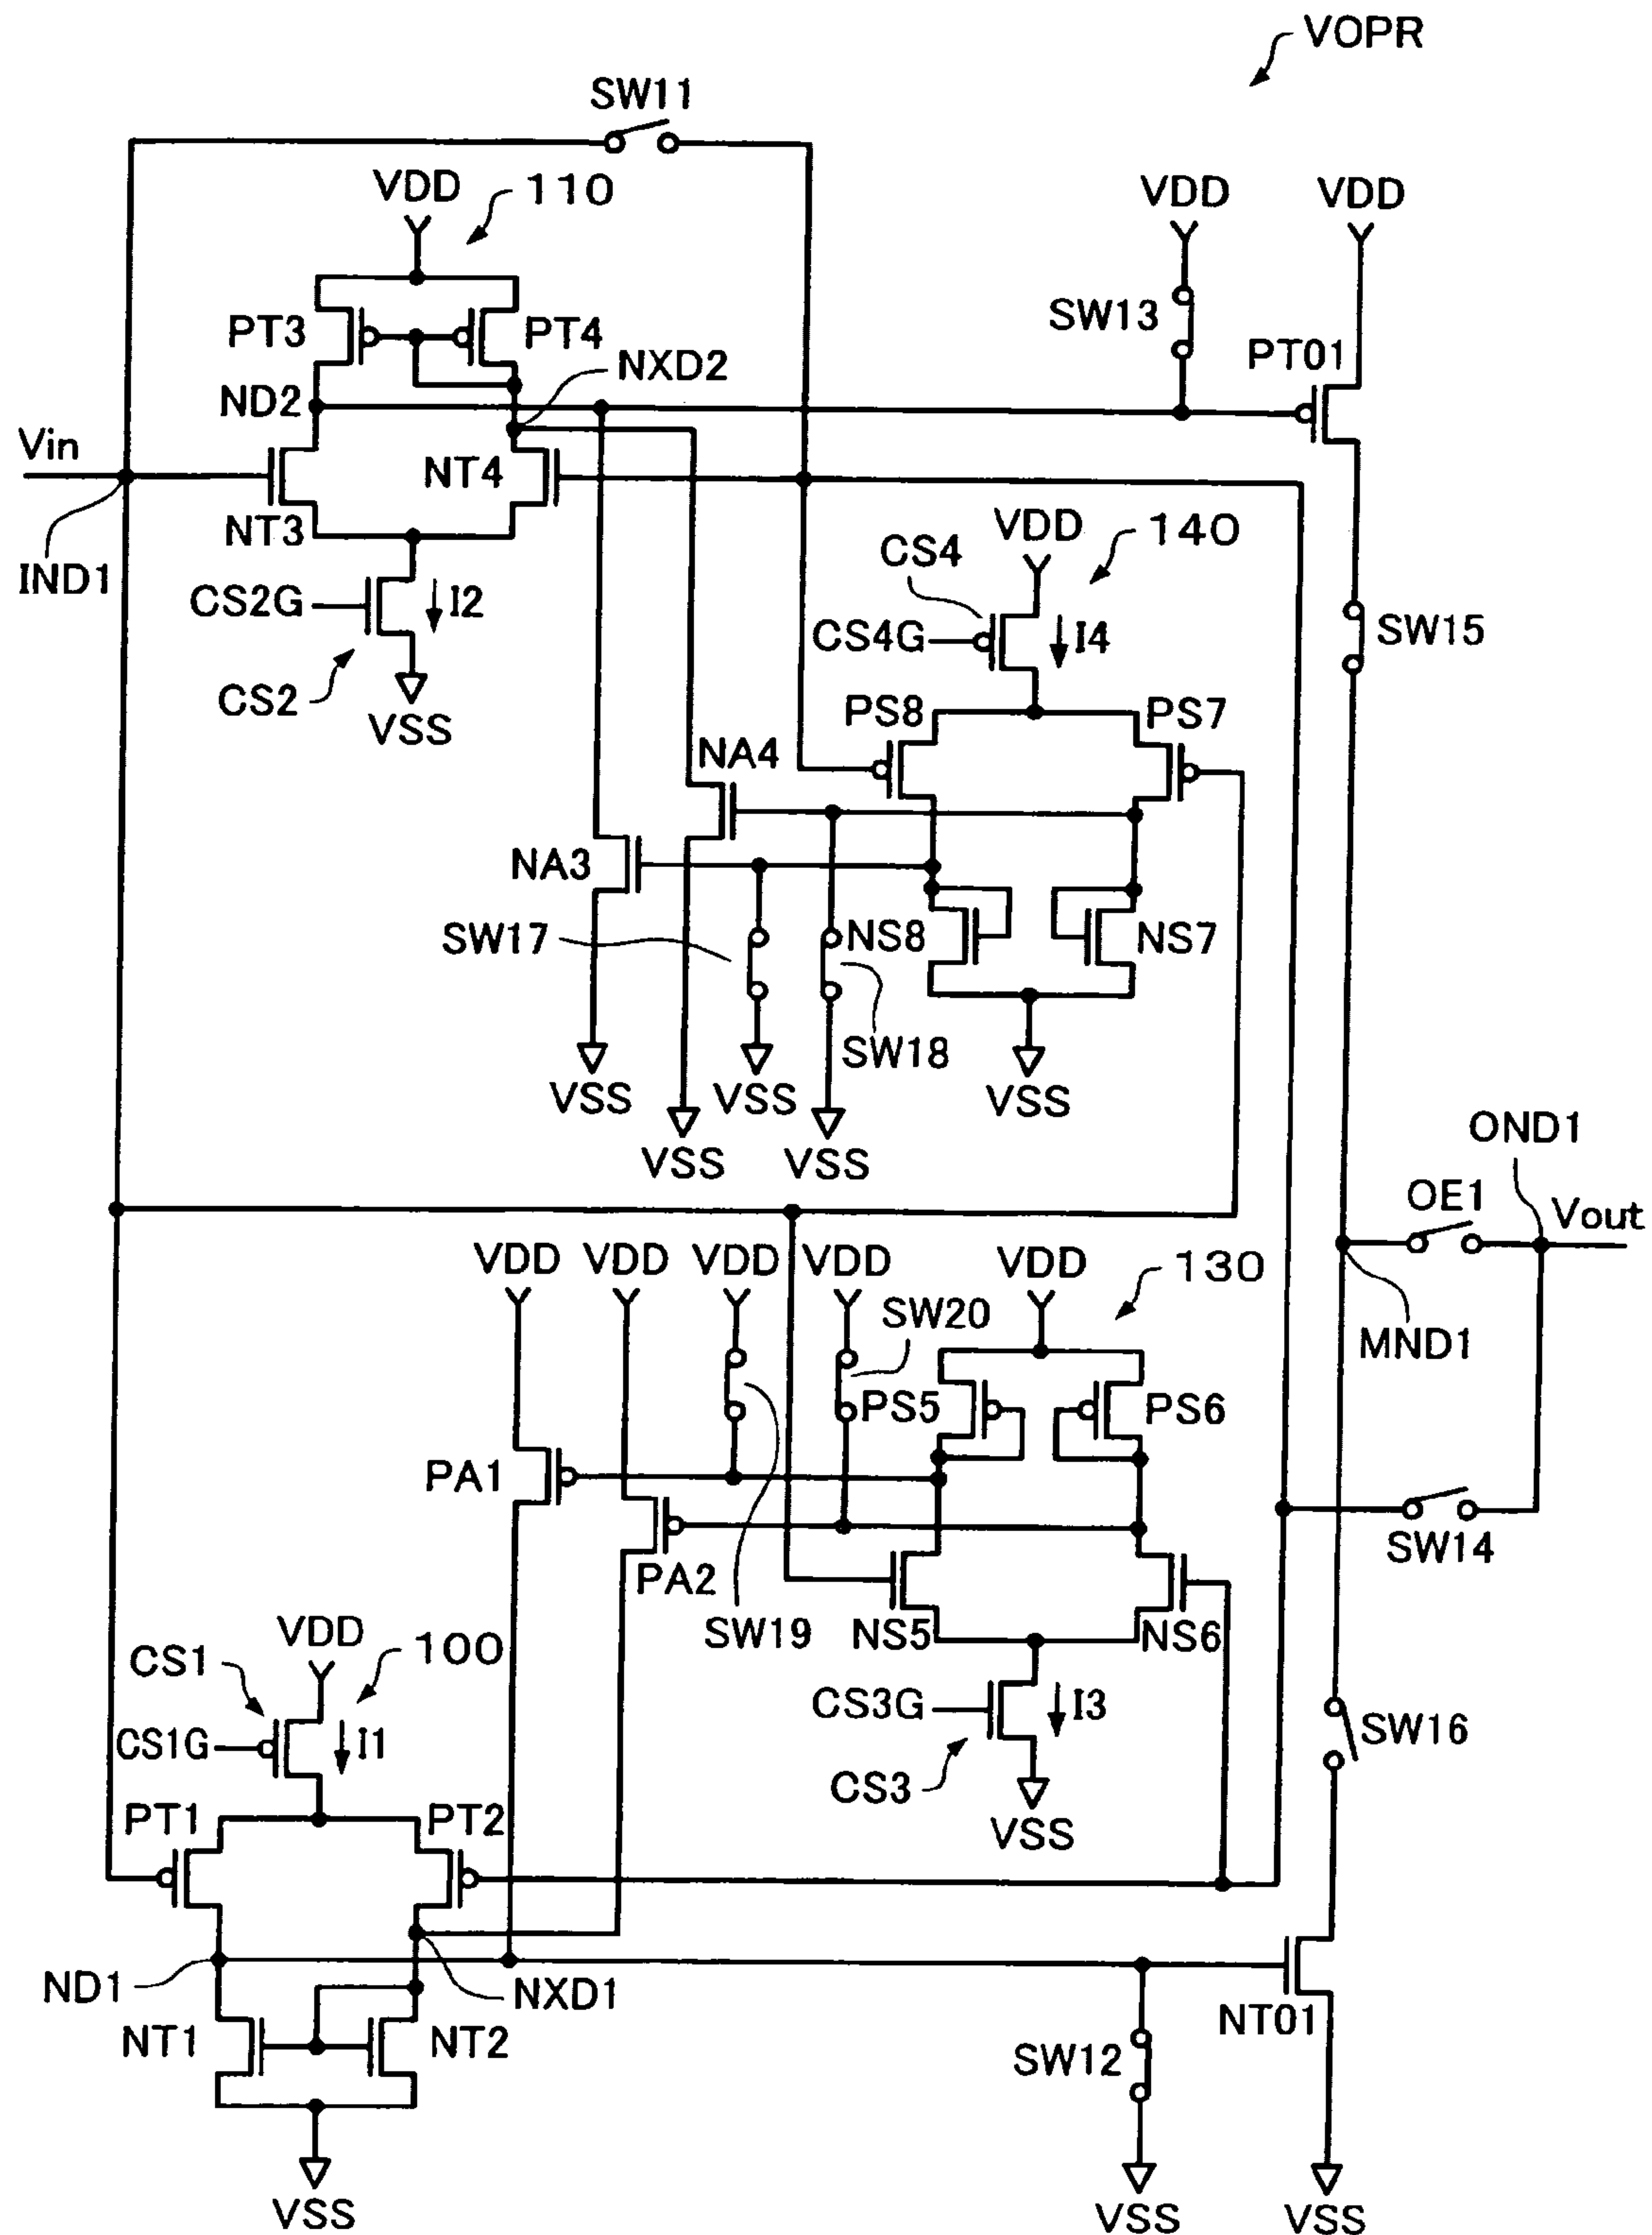 VOPR
SW11
VDD
110
VDD
VDD
SW13
PT3
PT4
PT01
NXD2
ND2
Vin
NT4
NT3
VDD
140
CS4
IND1
CS2G
I2
CS4G
I4
SW15
CS2
VSS
PS8
PS7
NA4
NA3
SW17
NS8
NS7
SW18
VSS
VSS
VSS
VSS
VSS
OND1
OE1
Vout
VDD
VDD
VDD
VDD
VDD
130
SW20
MND1
PS5
PS6
PA1
PA2
SW14
SW19
NS5
NS6
VDD
100
CS1
CS3G
I3
SW16
CS1G
I1
CS3
PT1
PT2
VSS
ND1
NXD1
NT01
NT1
NT2
SW12
VSS
VSS
VSS